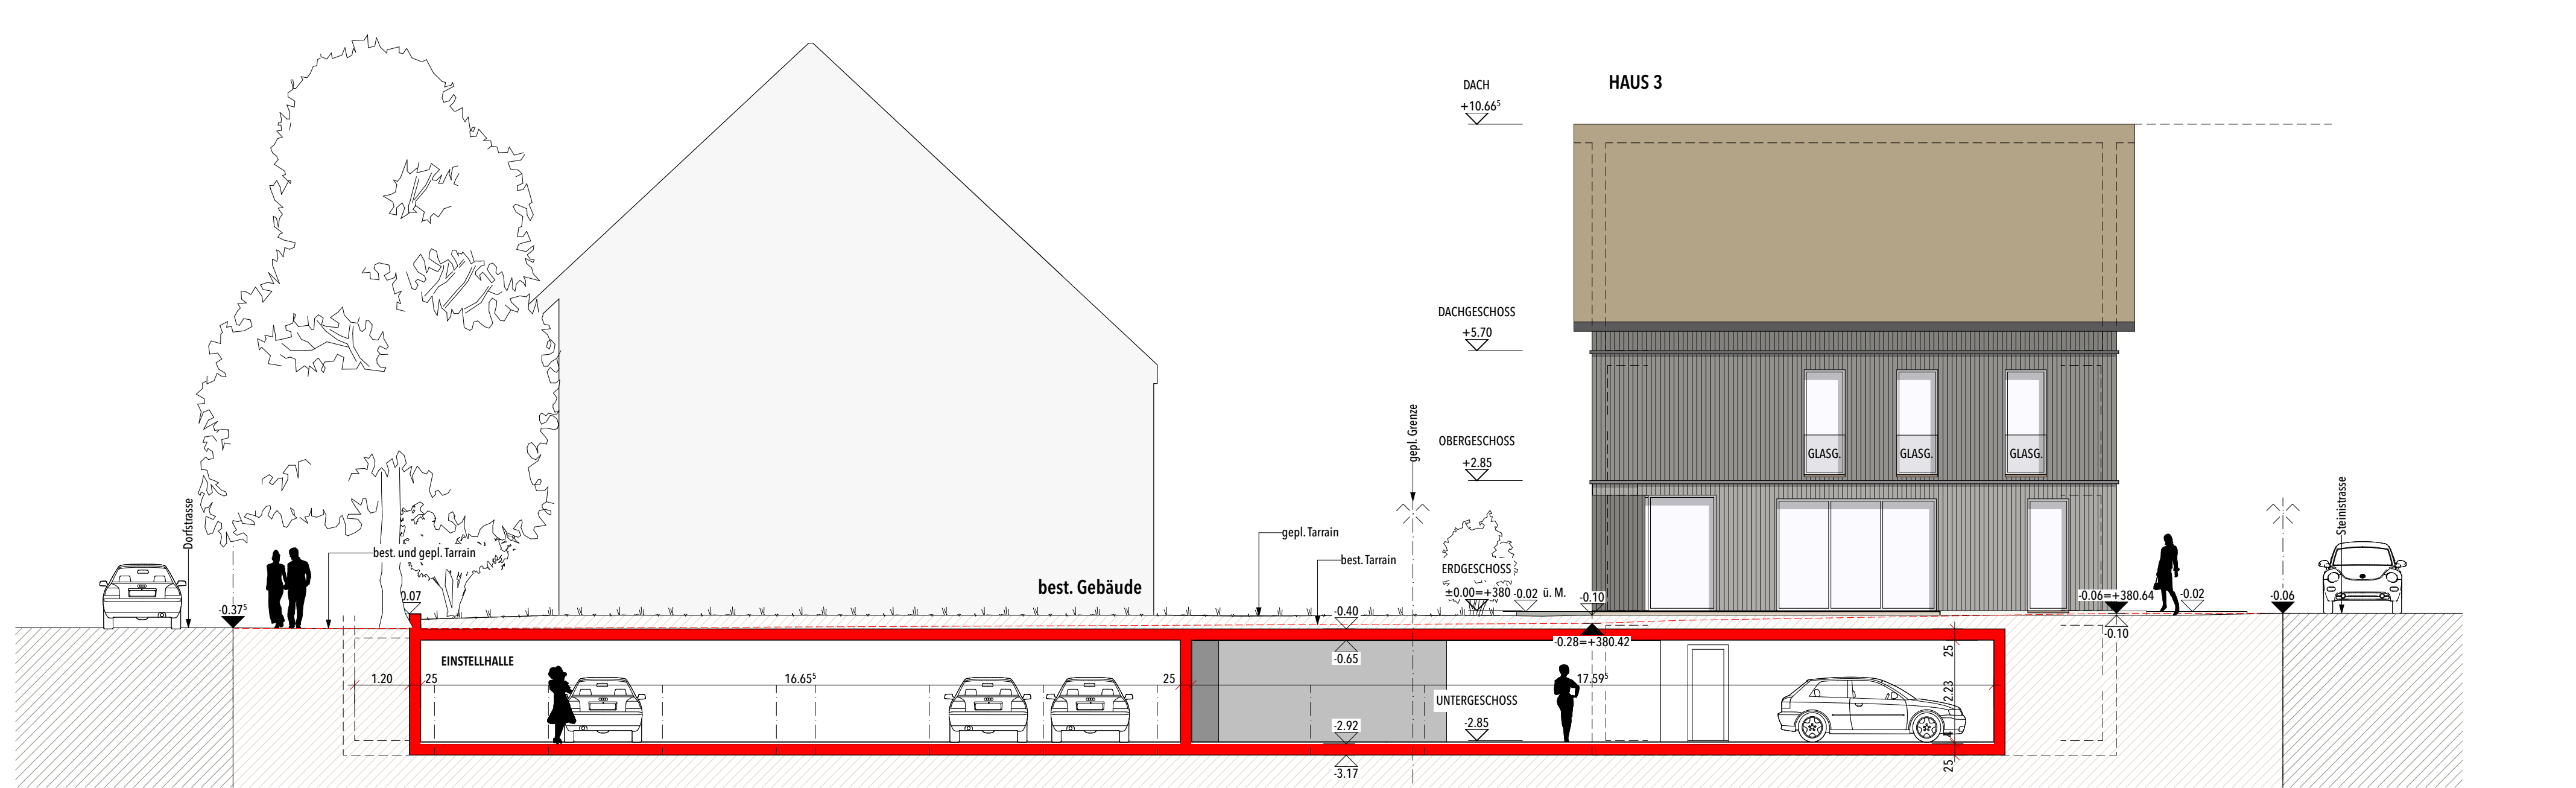 HAUS 3
DACH
+10.66⁵
DACHGESCHOSS
+5.70
OBERGESCHOSS
+2.85
gepl. Grenze
GLASG.
GLASG.
GLASG.
Dorfstrasse
Steinistrasse
best. und gepl. Tarrain
gepl. Tarrain
best. Tarrain
best. Gebäude
ERDGESCHOSS
±0.00=+380
-0.02
ü. M.
-0.37⁵
0.07
-0.40
-0.10
-0.06=+380.64
-0.02
-0.06
-0.10
-0.28=+380.42
EINSTELLHALLE
-0.65
25
1.20
25
16.65⁵
25
17.59⁵
2.23
UNTERGESCHOSS
-2.85
-2.92
4
-3.17
25